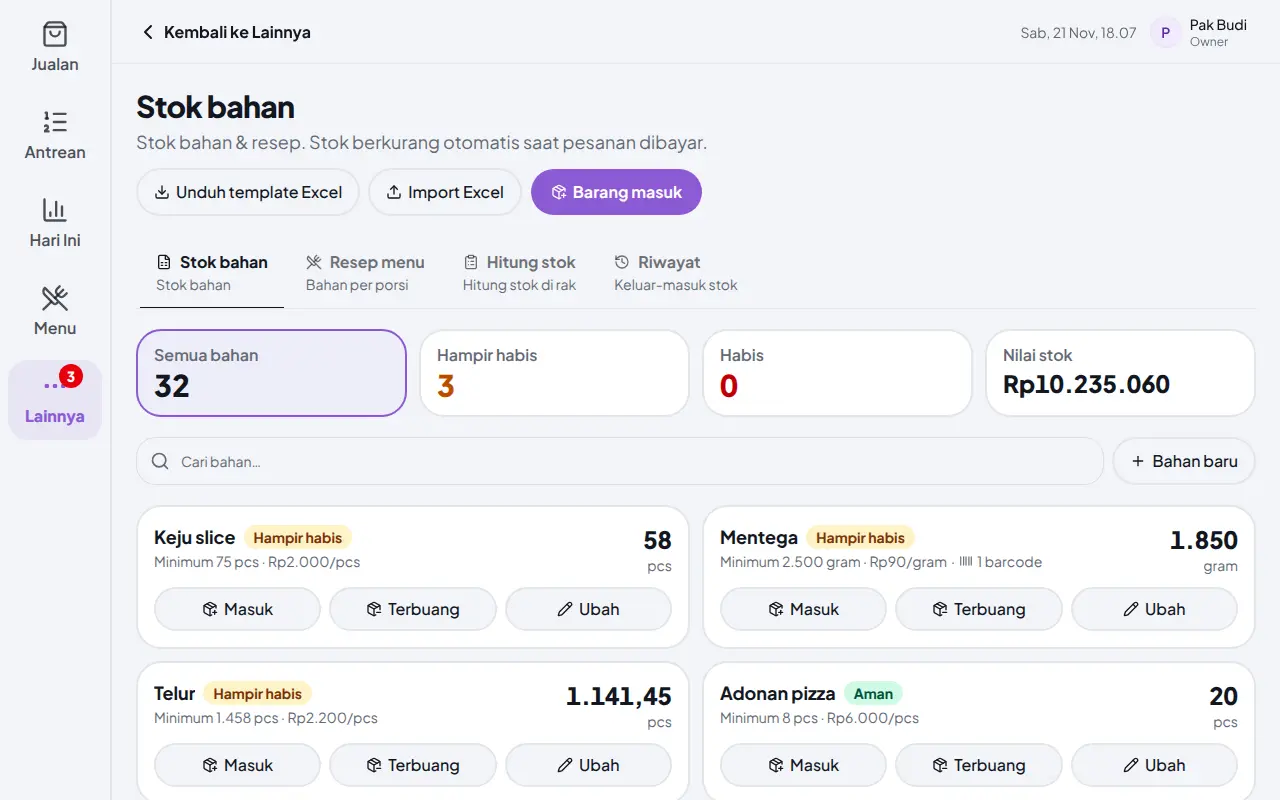 Jualan
Antrean
Hari Ini
Menu
3
Lainnya
Kembali ke Lainnya
Sab, 21 Nov, 18.07
P
Pak Budi
Owner
Stok bahan
Stok bahan & resep. Stok berkurang otomatis saat pesanan dibayar.
Unduh template Excel
Import Excel
Barang masuk
Stok bahan
Stok bahan
Resep menu
Bahan per porsi
Hitung stok
Hitung stok di rak
Riwayat
Keluar-masuk stok
Semua bahan
32
Hampir habis
3
Habis
0
Nilai stok
Rp10.235.060
Cari bahan...
+ Bahan baru
Keju slice Hampir habis
Minimum 75 pcs · Rp2.000/pcs
58
pcs
Masuk
Terbuang
Ubah
Mentega Hampir habis
Minimum 2.500 gram · Rp90/gram · 1 barcode
1.850
gram
Masuk
Terbuang
Ubah
Telur Hampir habis
Minimum 1.458 pcs · Rp2.200/pcs
1.141,45
pcs
Masuk
Terbuang
Ubah
Adonan pizza Aman
Minimum 8 pcs · Rp6.000/pcs
20
pcs
Masuk
Terbuang
Ubah